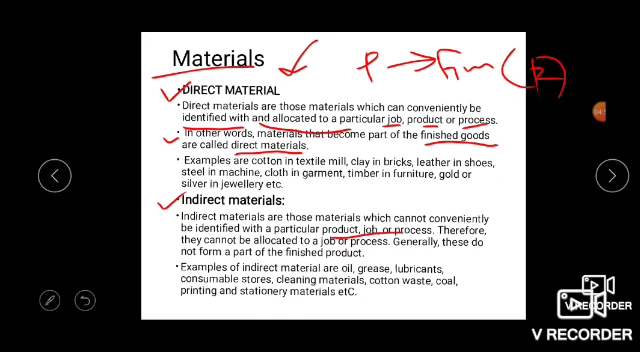 Materials
P → Firm (R)
• DIRECT MATERIAL
• Direct materials are those materials which can conveniently be
identified with and allocated to a particular job, product or process.
• In other words, materials that become part of the finished goods
are called direct materials.
• Examples are cotton in textile mill, clay in bricks, leather in shoes,
steel in machine, cloth in garment, timber in furniture, gold or
silver in jewellery etc.
• Indirect materials:
• Indirect materials are those materials which cannot conveniently
be identified with a particular product, job, or process. Therefore,
they cannot be allocated to a job or process. Generally, these do
not form a part of the finished product.
• Examples of indirect material are oil, grease, lubricants,
consumable stores, cleaning materials, cotton waste, coal,
printing and stationery materials etC.
V RECORDER
V RECORDER